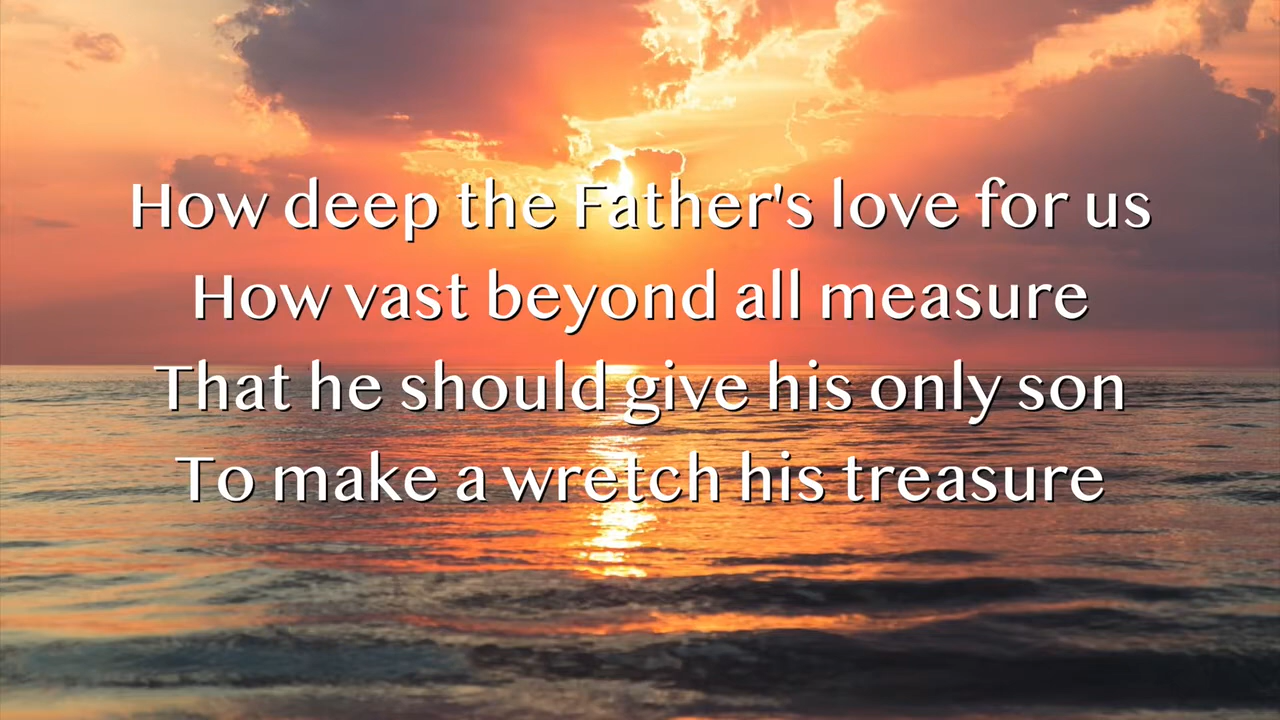 How deep the Father's love for us
How vast beyond all measure
That he should give his only son
To make a wretch his treasure